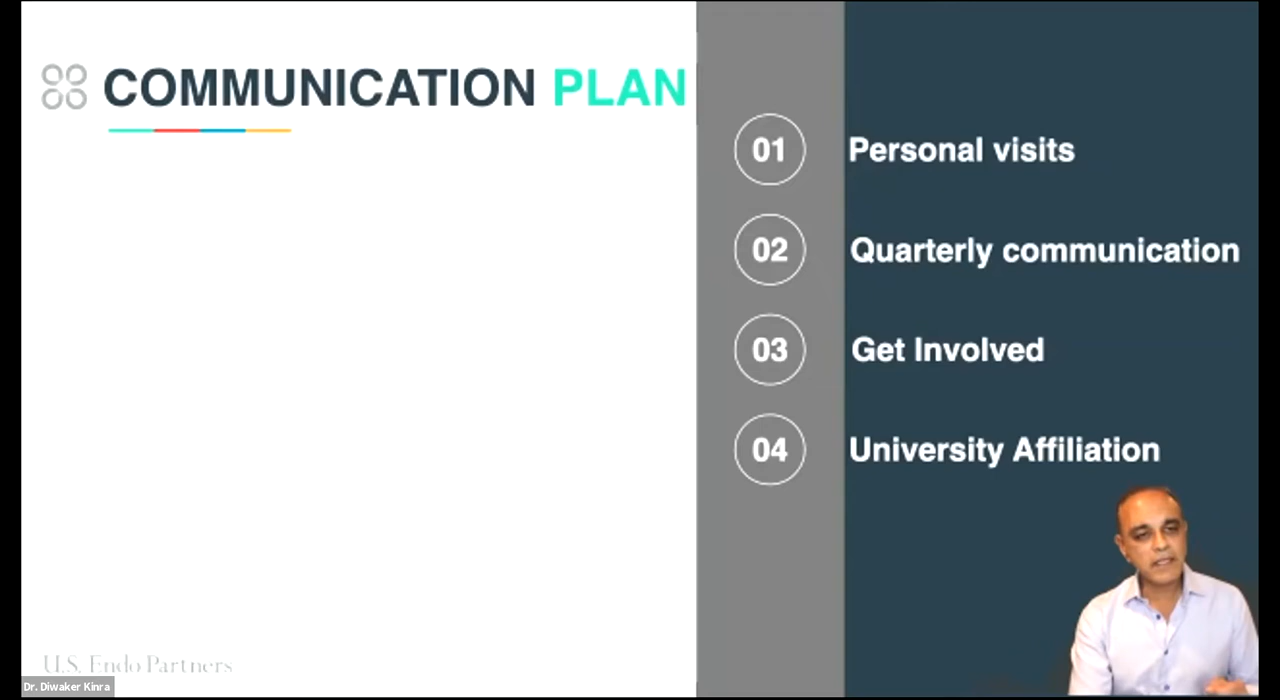 COMMUNICATION PLAN
01 Personal visits
02 Quarterly communication
03 Get Involved
04 University Affiliation
U.S. Endo Partners
Dr. Diwaker Kinra